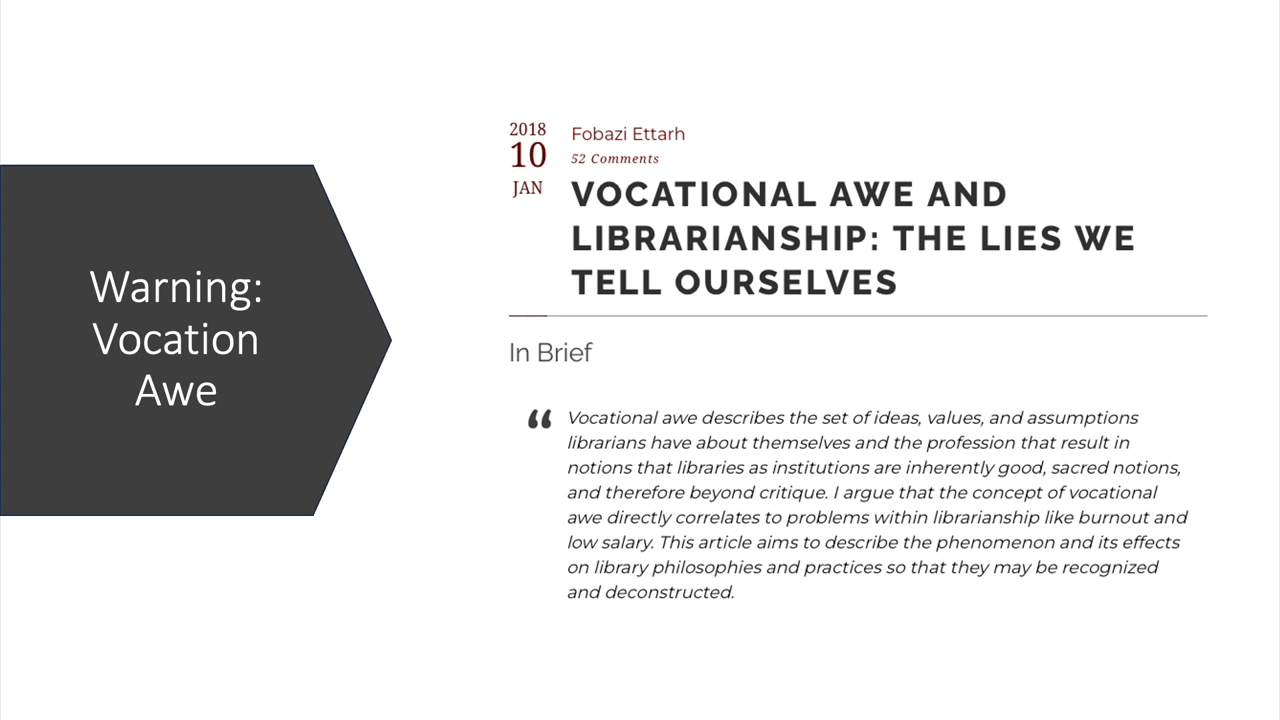 Warning:
Vocation
Awe
2018
10
JAN
Fobazi Ettarh
52 Comments
VOCATIONAL AWE AND
LIBRARIANSHIP: THE LIES WE
TELL OURSELVES
In Brief
“ Vocational awe describes the set of ideas, values, and assumptions
librarians have about themselves and the profession that result in
notions that libraries as institutions are inherently good, sacred notions,
and therefore beyond critique. I argue that the concept of vocational
awe directly correlates to problems within librarianship like burnout and
low salary. This article aims to describe the phenomenon and its effects
on library philosophies and practices so that they may be recognized
and deconstructed.